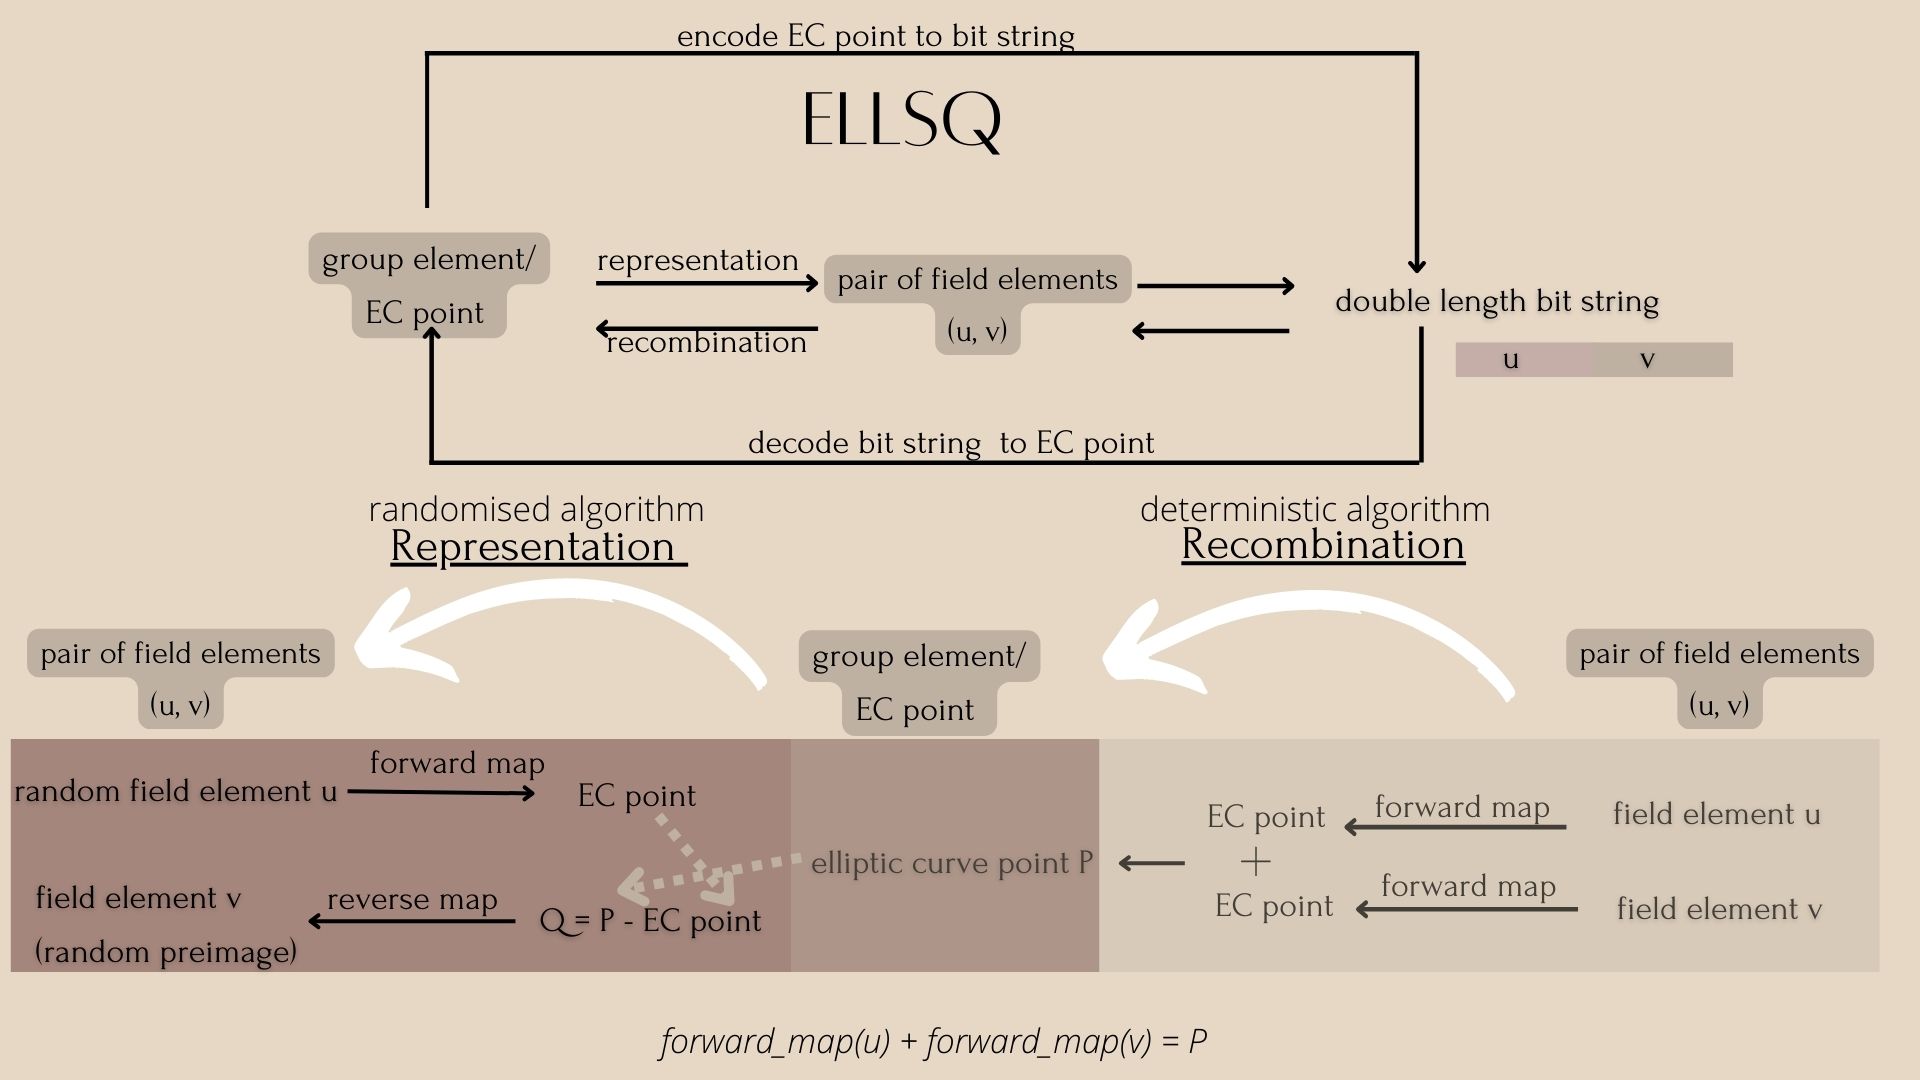 encode EC point to bit string
ELLSQ
group element/
EC point
representation
recombination
pair of field elements
(u, v)
double length bit string
u v
decode bit string to EC point
randomised algorithm
Representation
deterministic algorithm
Recombination
pair of field elements
(u, v)
group element/
EC point
pair of field elements
(u, v)
random field element u
forward map
EC point
field element v
(random preimage)
reverse map
Q = P - EC point
elliptic curve point P
EC point
+
EC point
forward map
forward map
field element u
field element v
forward_map(u) + forward_map(v) = P